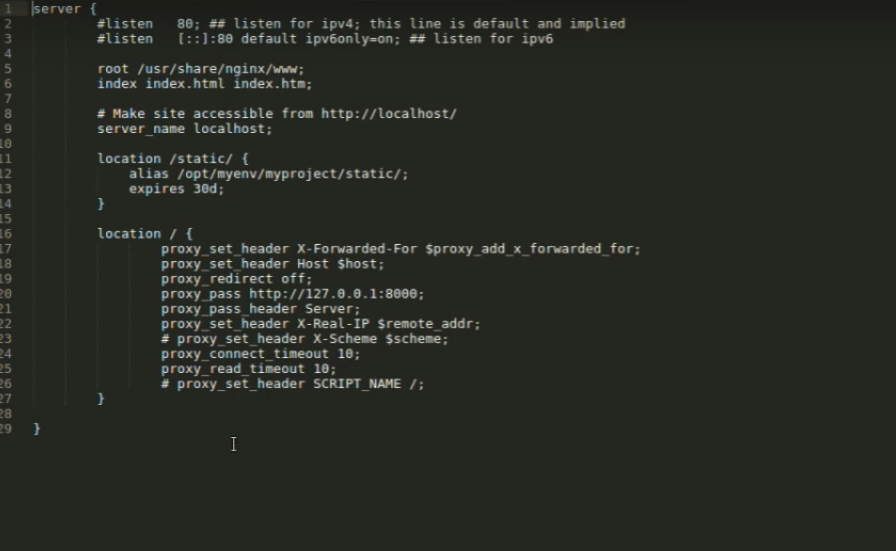 1 server {
2 #listen 80; ## listen for ipv4; this line is default and implied
3 #listen [::]:80 default ipv6only=on; ## listen for ipv6
4
5 root /usr/share/nginx/www;
6 index index.html index.htm;
7
8 # Make site accessible from http://localhost/
9 server_name localhost;
10
11 location /static/ {
12 alias /opt/myenv/myproject/static/;
13 expires 30d;
14 }
15
16 location / {
17 proxy_set_header X-Forwarded-For $proxy_add_x_forwarded_for;
18 proxy_set_header Host $host;
19 proxy_redirect off;
20 proxy_pass http://127.0.0.1:8000;
21 proxy_pass_header Server;
22 proxy_set_header X-Real-IP $remote_addr;
23 # proxy_set_header X-Scheme $scheme;
24 proxy_connect_timeout 10;
25 proxy_read_timeout 10;
26 # proxy_set_header SCRIPT_NAME /;
27 }
28
29 }